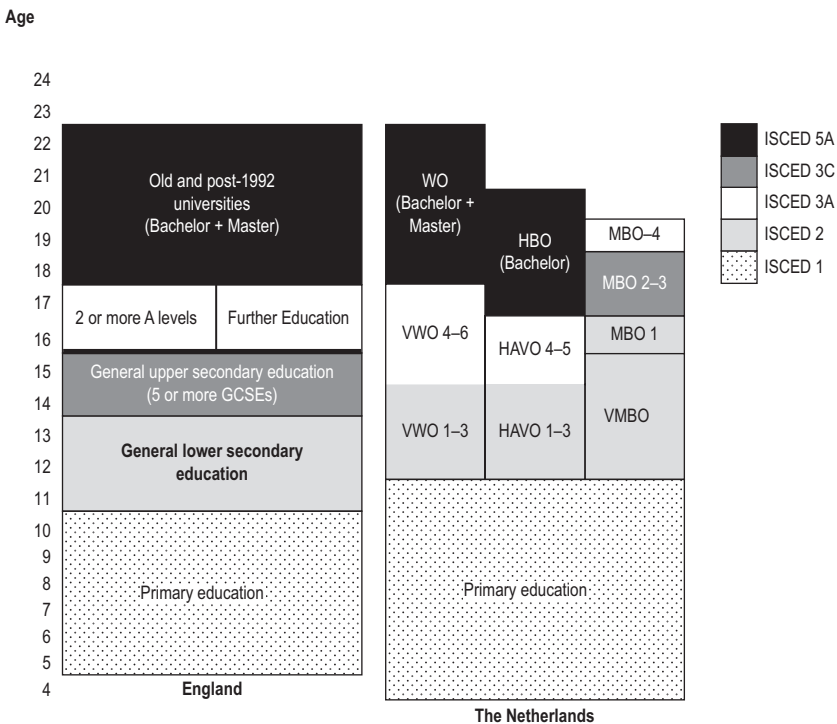 Age
24
23
22
21
20
19
18
17
16
15
14
13
12
11
10
9
8
7
6
5
4
Old and post-1992
universities
(Bachelor + Master)
2 or more A levels
Further Education
General upper secondary education
(5 or more GCSEs)
General lower secondary
education
Primary education
England
WO
(Bachelor +
Master)
VWO 4–6
VWO 1–3
HBO
(Bachelor)
HAVO 4–5
HAVO 1–3
MBO–4
MBO 2–3
MBO 1
VMBO
Primary education
The Netherlands
ISCED 5A
ISCED 3C
ISCED 3A
ISCED 2
ISCED 1